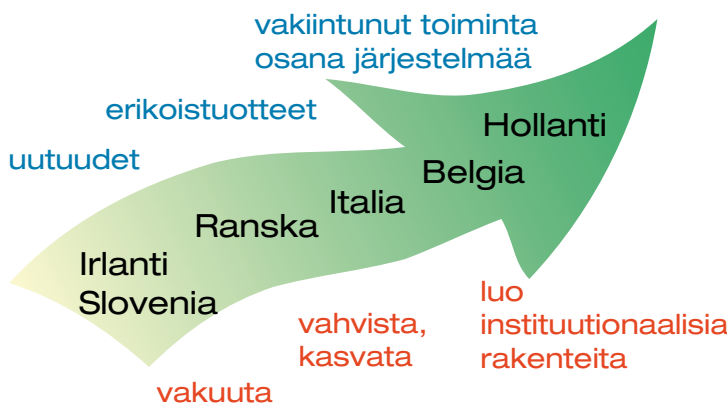 vakiintunut toiminta
osana järjestelmää
erikoistuotteet
uutuudet
Hollanti
Belgia
Italia
Ranska
Irlanti
Slovenia
luo
instituutionaalisia
rakenteita
vahvista,
kasvata
vakuuta